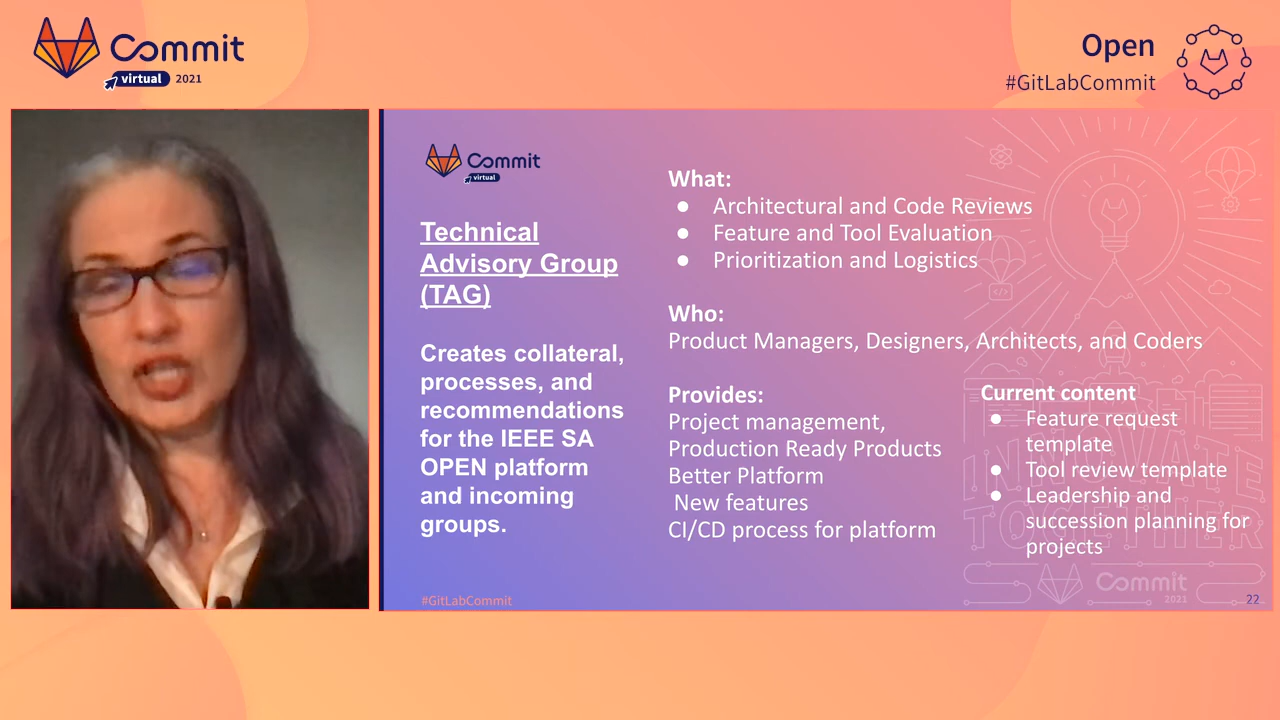 Commit
virtual 2021
Open
#GitLabCommit
Commit
virtual
Technical
Advisory Group
(TAG)
Creates collateral,
processes, and
recommendations
for the IEEE SA
OPEN platform
and incoming
groups.
What:
● Architectural and Code Reviews
● Feature and Tool Evaluation
● Prioritization and Logistics
Who:
Product Managers, Designers, Architects, and Coders
Provides:
Project management,
Production Ready Products
Better Platform
New features
CI/CD process for platform
Current content
● Feature request
template
● Tool review template
● Leadership and
succession planning for
projects
INNOVATE
TOGETHER
Commit
2021
#GitLabCommit
22